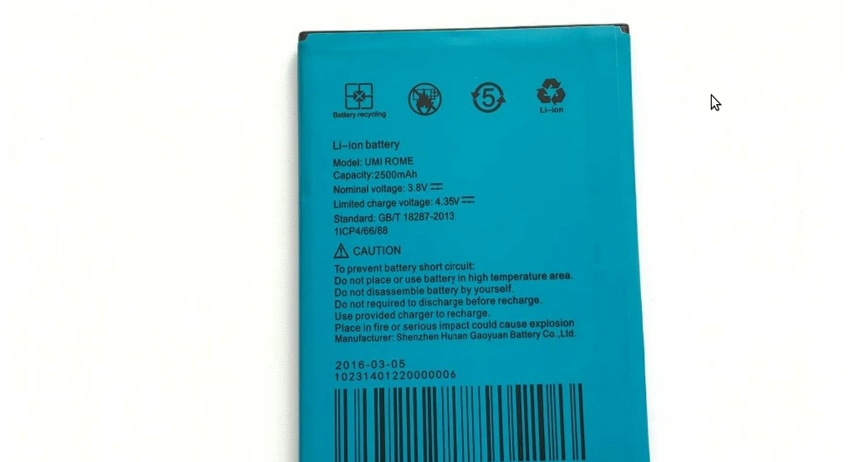 Battery recycling
5
Li-ion
Li-ion battery
Model: UMI ROME
Capacity:2500mAh
Nominal voltage: 3.8V
Limited charge voltage: 4.35V
Standard: GB/T 18287-2013
1ICP4/66/88
CAUTION
To prevent battery short circuit:
Do not place or use battery in high temperature area.
Do not disassemble battery by yourself.
Do not required to discharge before recharge.
Use provided charger to recharge.
Place in fire or serious impact could cause explosion
Manufacturer: Shenzhen Hunan Gaoyuan Battery Co.,Ltd.
2016-03-05
10231401220000006